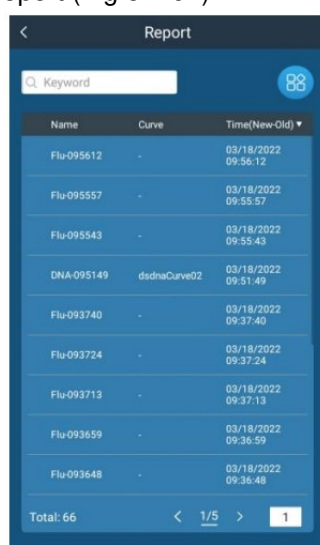 Report
Keyword
Name Curve Time(New-Old) ▼
Flu-095612 - 03/18/2022
09:56:12
Flu-095557 - 03/18/2022
09:55:57
Flu-095543 - 03/18/2022
09:55:43
DNA-095149 dsdnaCurve02 03/18/2022
09:51:49
Flu-093740 - 03/18/2022
09:37:40
Flu-093724 - 03/18/2022
09:37:24
Flu-093713 - 03/18/2022
09:37:13
Flu-093659 - 03/18/2022
09:36:59
Flu-093648 - 03/18/2022
09:36:48
Total: 66 < 1/5 > 1